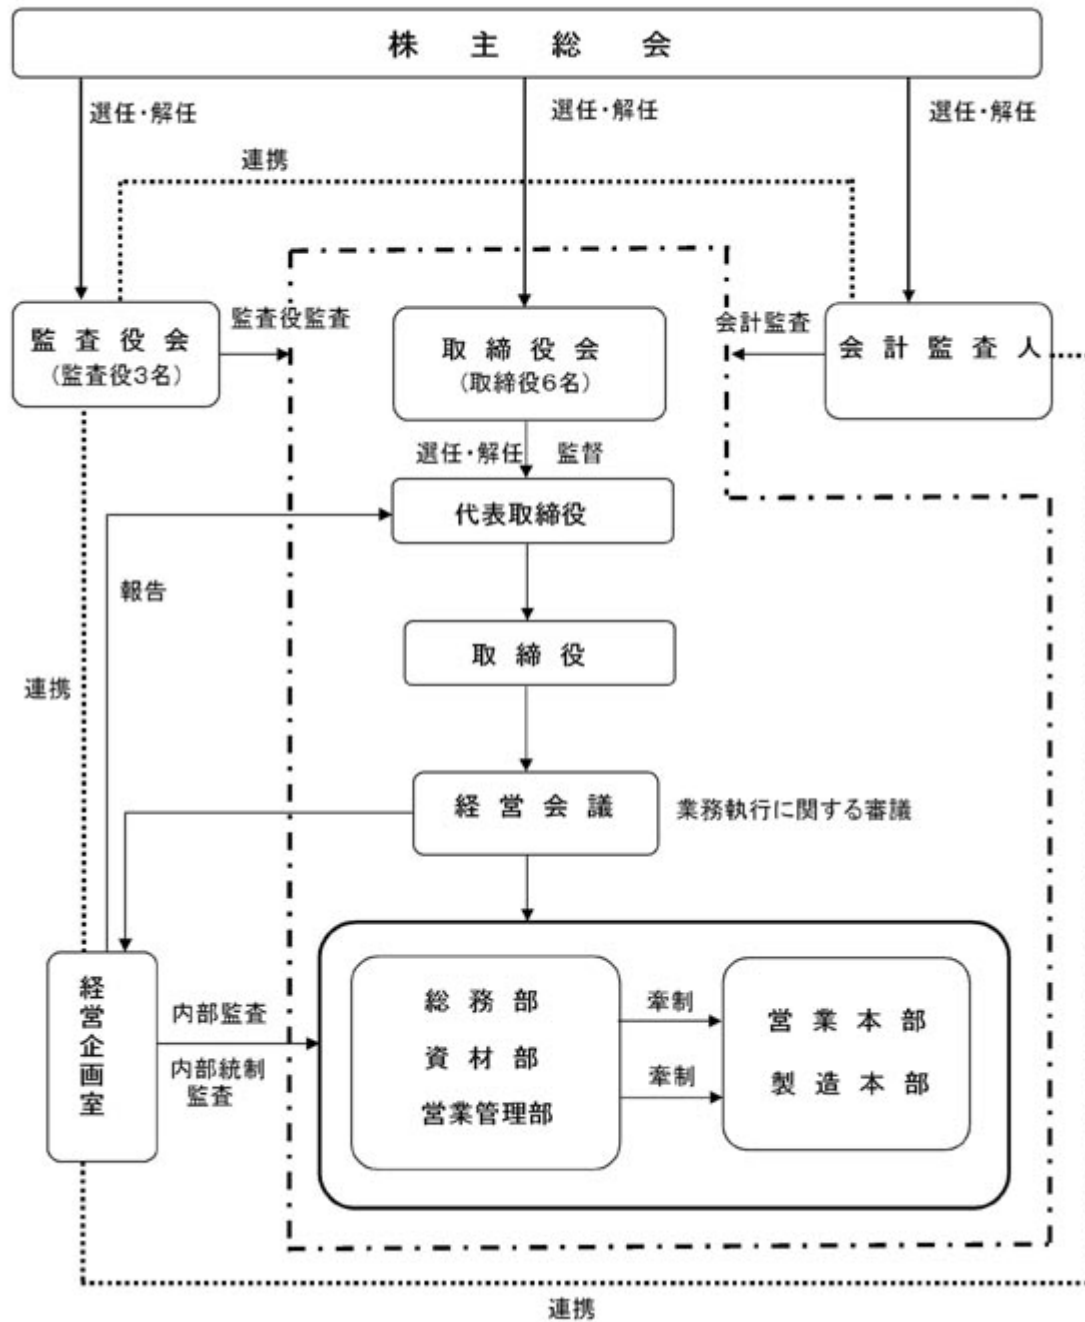 株主総会
選任・解任
選任・解任
選任・解任
連携
監査役会
(監査役3名)
監査役監査
取締役会
(取締役6名)
会計監査
会計監査人
選任・解任 監督
代表取締役
報告
取締役
連携
経営会議
業務執行に関する審議
経営企画室
内部監査
内部統制
監査
総務部
資材部
営業管理部
牽制
牽制
営業本部
製造本部
連携